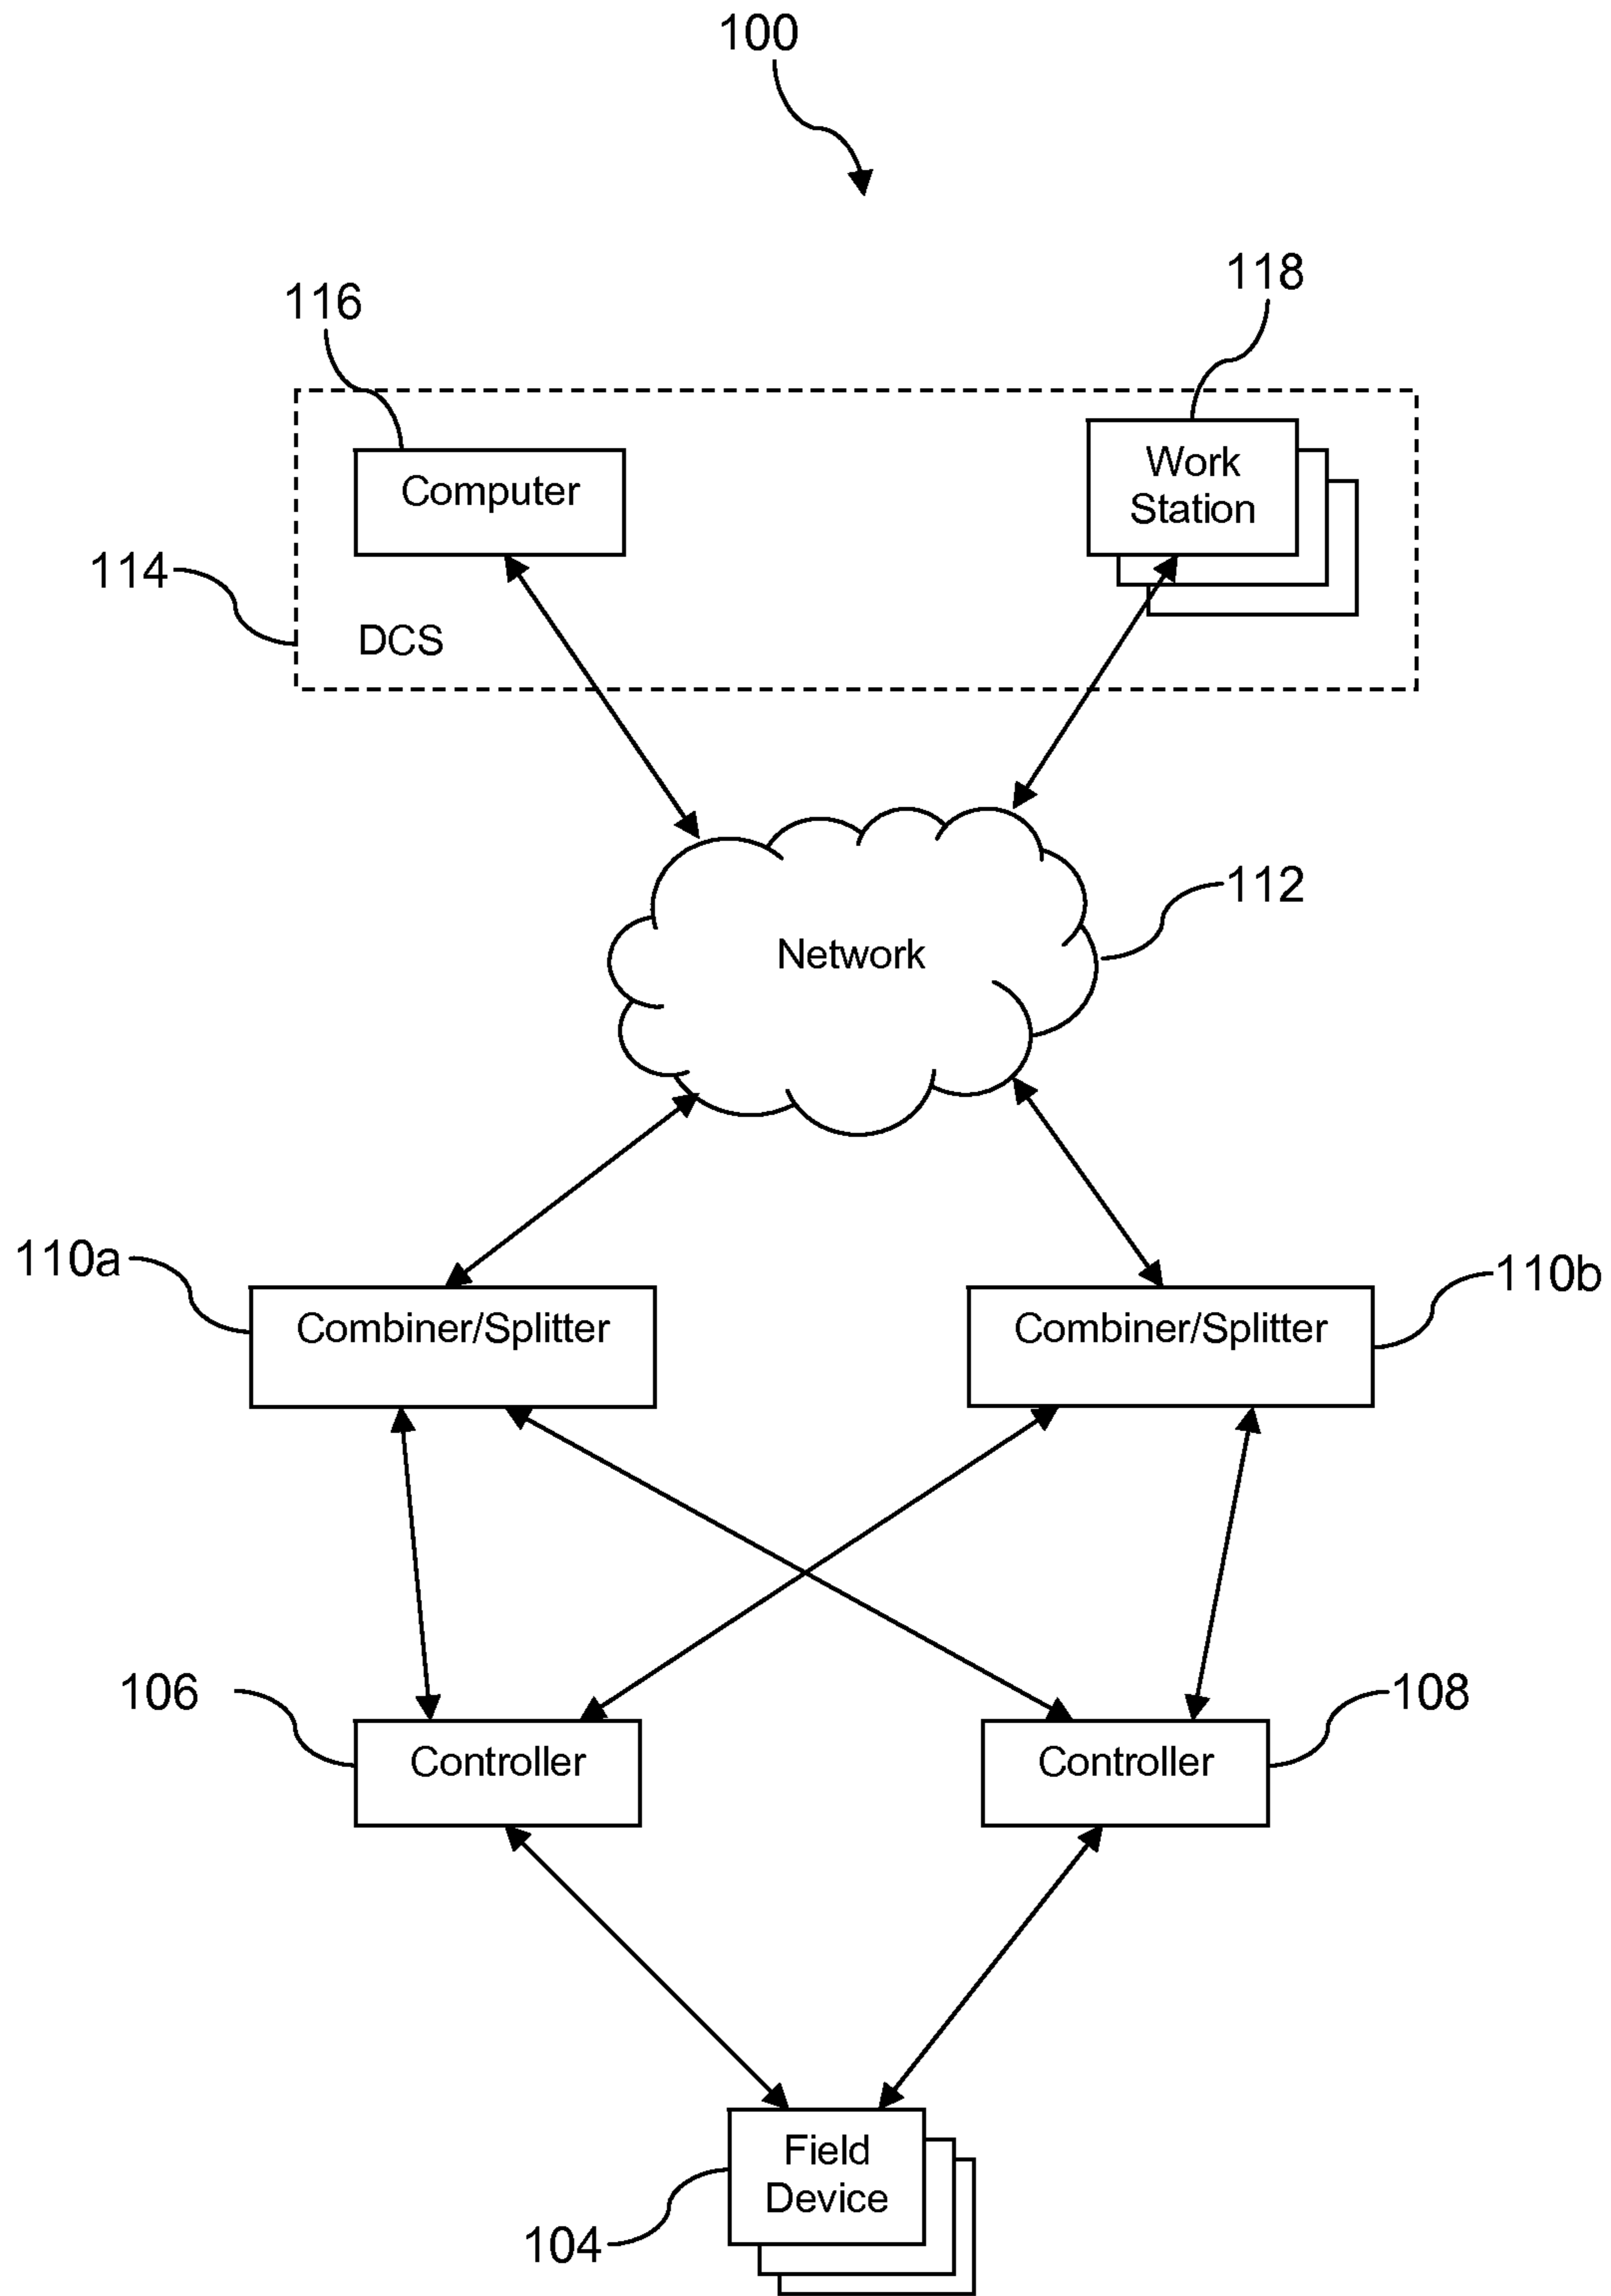 100
116
118
Computer
Work
Station
114
DCS
112
Network
110a
110b
Combiner/Splitter
Combiner/Splitter
106
108
Controller
Controller
Field
Device
104